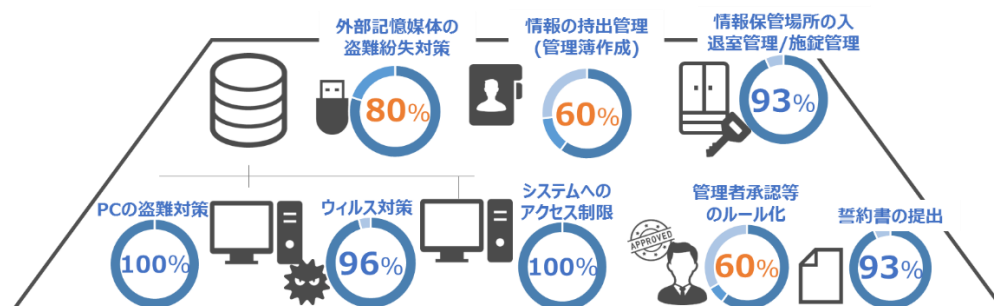 外部記憶媒体の
盗難紛失対策
80%
情報の持出管理
(管理簿作成)
60%
情報保管場所の入
退室管理/施錠管理
93%
PCの盗難対策
100%
ウィルス対策
96%
システムへの
アクセス制限
100%
管理者承認等
のルール化
APPROVED
60%
誓約書の提出
93%